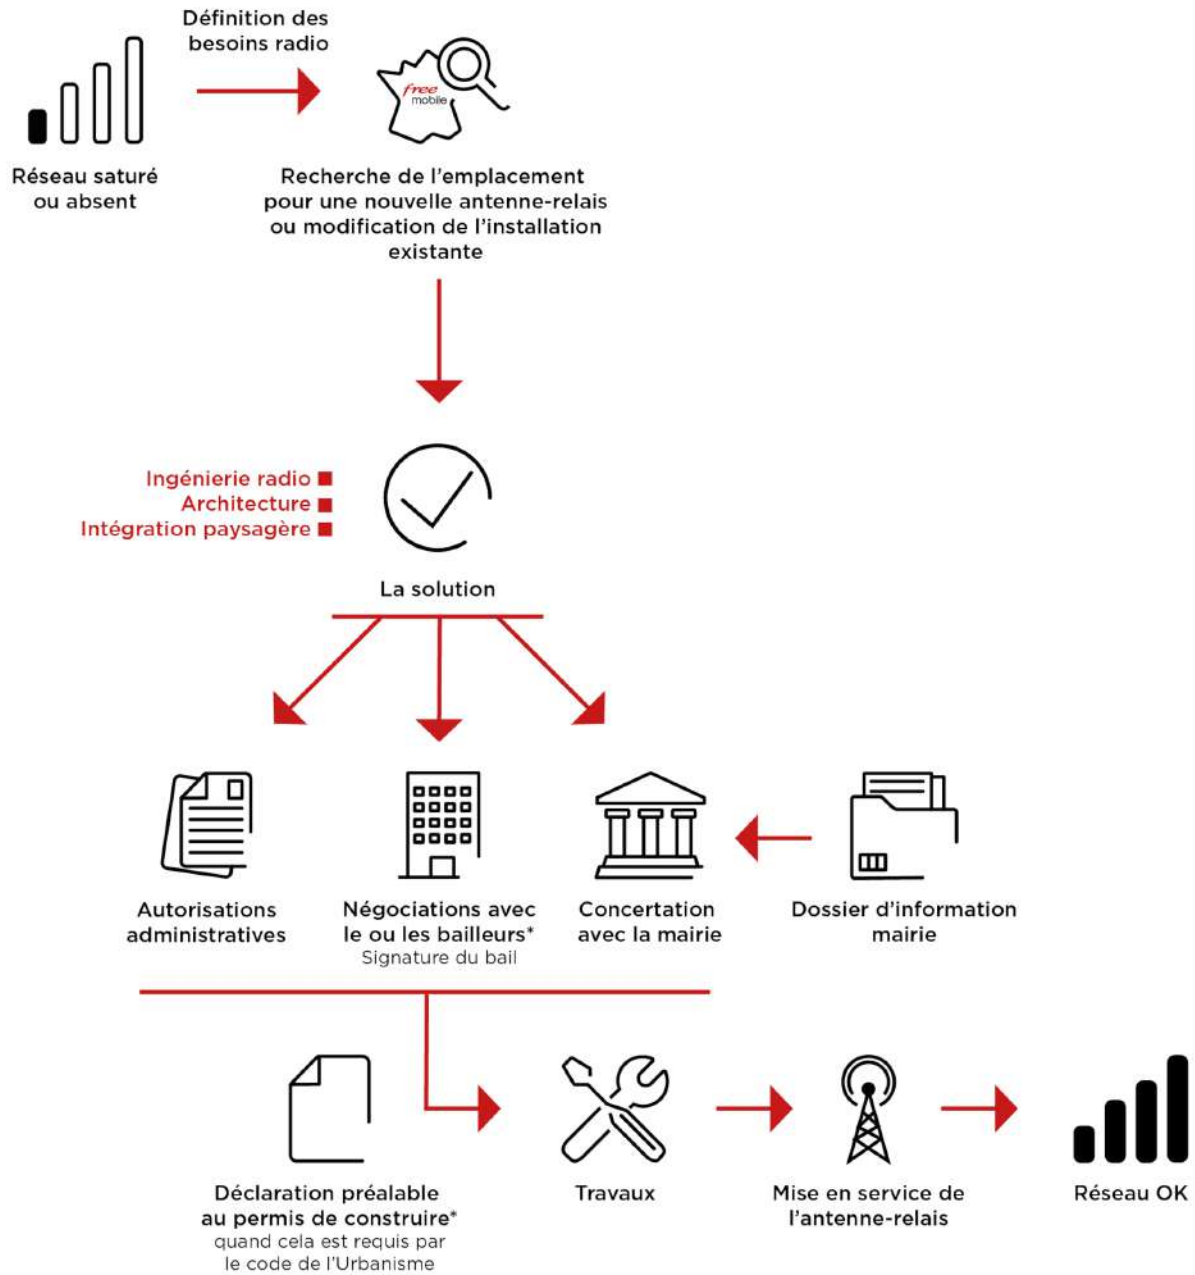 Définition des
besoins radio
free
mobile
Réseau saturé
ou absent
Recherche de l'emplacement
pour une nouvelle antenne-relais
ou modification de l'installation
existante
Ingénierie radio
Architecture
Intégration paysagère
La solution
Autorisations
administratives
Négociations avec
le ou les bailleurs*
Signature du bail
Concertation
avec la mairie
Dossier d'information
mairie
Déclaration préalable
au permis de construire*
quand cela est requis par
le code de l'Urbanisme
Travaux
Mise en service de
l'antenne-relais
Réseau OK